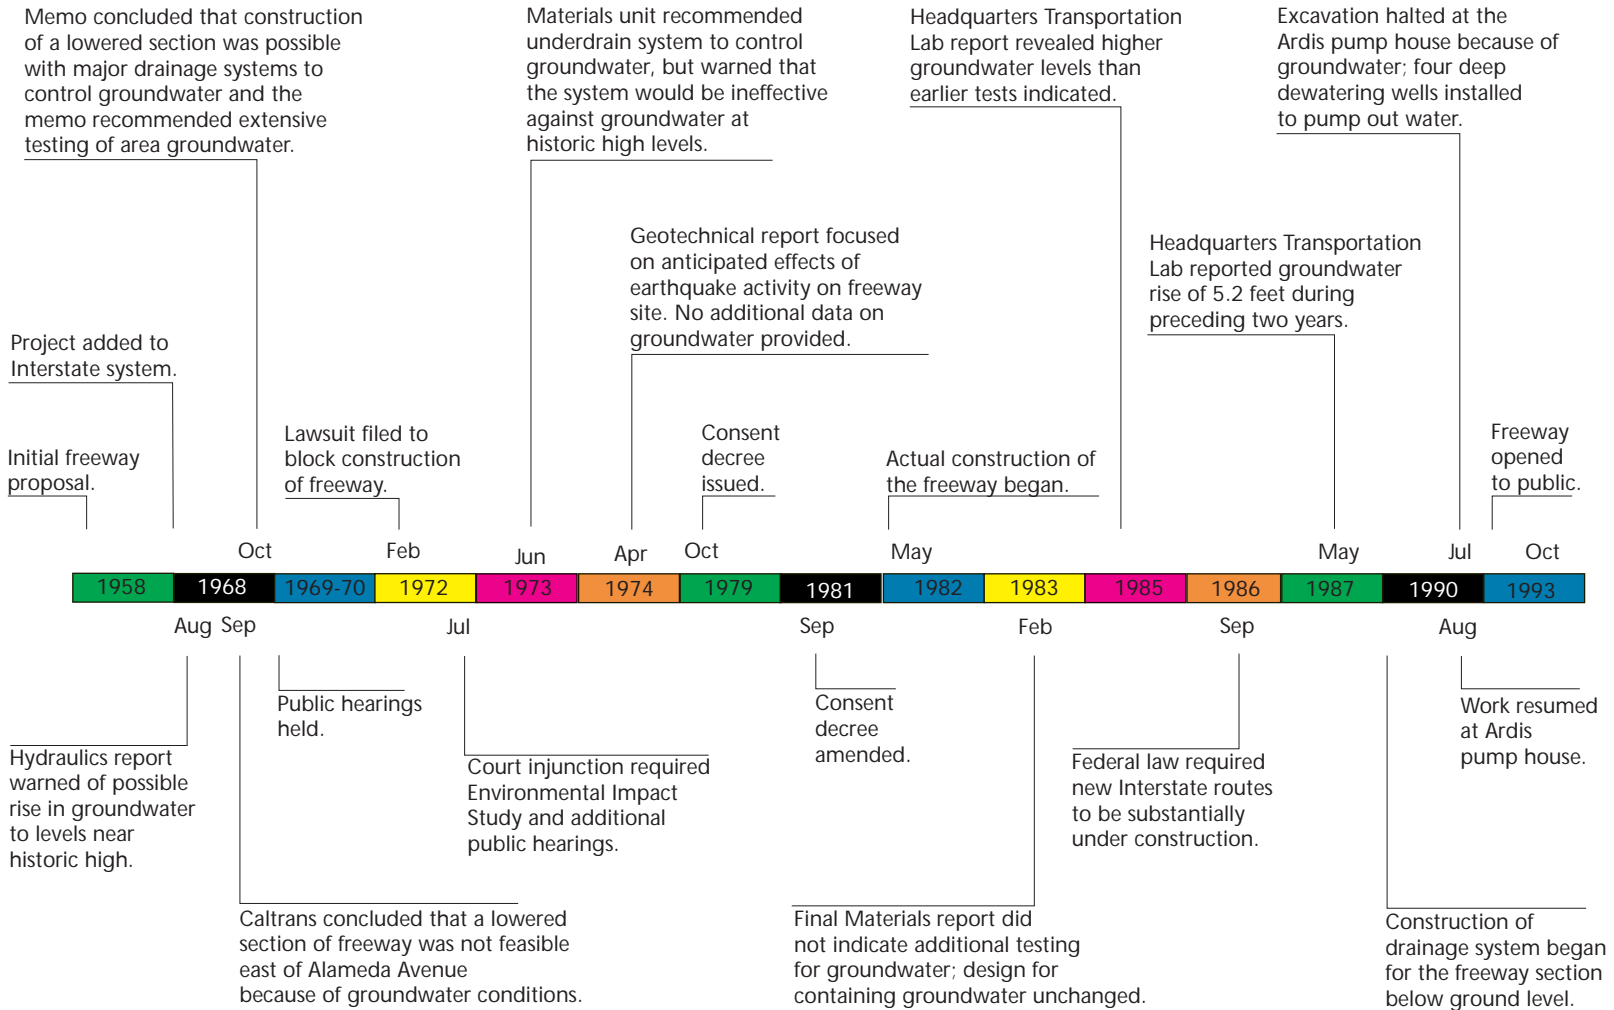 Memo concluded that construction
of a lowered section was possible
with major drainage systems to
control groundwater and the
memo recommended extensive
testing of area groundwater.
Materials unit recommended
underdrain system to control
groundwater, but warned that
the system would be ineffective
against groundwater at
historic high levels.
Headquarters Transportation
Lab report revealed higher
groundwater levels than
earlier tests indicated.
Excavation halted at the
Ardis pump house because of
groundwater; four deep
dewatering wells installed
to pump out water.
Geotechnical report focused
on anticipated effects of
earthquake activity on freeway
site. No additional data on
groundwater provided.
Headquarters Transportation
Lab reported groundwater
rise of 5.2 feet during
preceding two years.
Project added to
Interstate system.
Initial freeway
proposal.
Lawsuit filed to
block construction
of freeway.
Consent
decree
issued.
Actual construction of
the freeway began.
Freeway
opened
to public.
Oct Feb Jun Apr Oct May May Jul Oct
1958 1968 1969-70 1972 1973 1974 1979 1981 1982 1983 1985 1986 1987 1990 1993
Aug Sep Jul Sep Feb Sep Aug
Hydraulics report
warned of possible
rise in groundwater
to levels near
historic high.
Public hearings
held.
Court injunction required
Environmental Impact
Study and additional
public hearings.
Consent
decree
amended.
Federal law required
new Interstate routes
to be substantially
under construction.
Work resumed
at Ardis
pump house.
Caltrans concluded that a lowered
section of freeway was not feasible
east of Alameda Avenue
because of groundwater conditions.
Final Materials report did
not indicate additional testing
for groundwater; design for
containing groundwater unchanged.
Construction of
drainage system began
for the freeway section
below ground level.